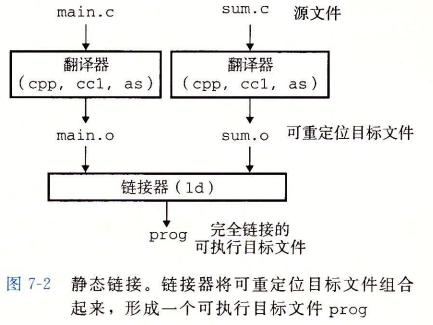 main.c sum.c 源文件
翻译器 翻译器
(cpp, cc1, as) (cpp, cc1, as)
main.o sum.o 可重定位目标文件
链接器(ld)
prog 完全链接的
可执行目标文件
图 7-2 静态链接。链接器将可重定位目标文件组合
起来，形成一个可执行目标文件 prog